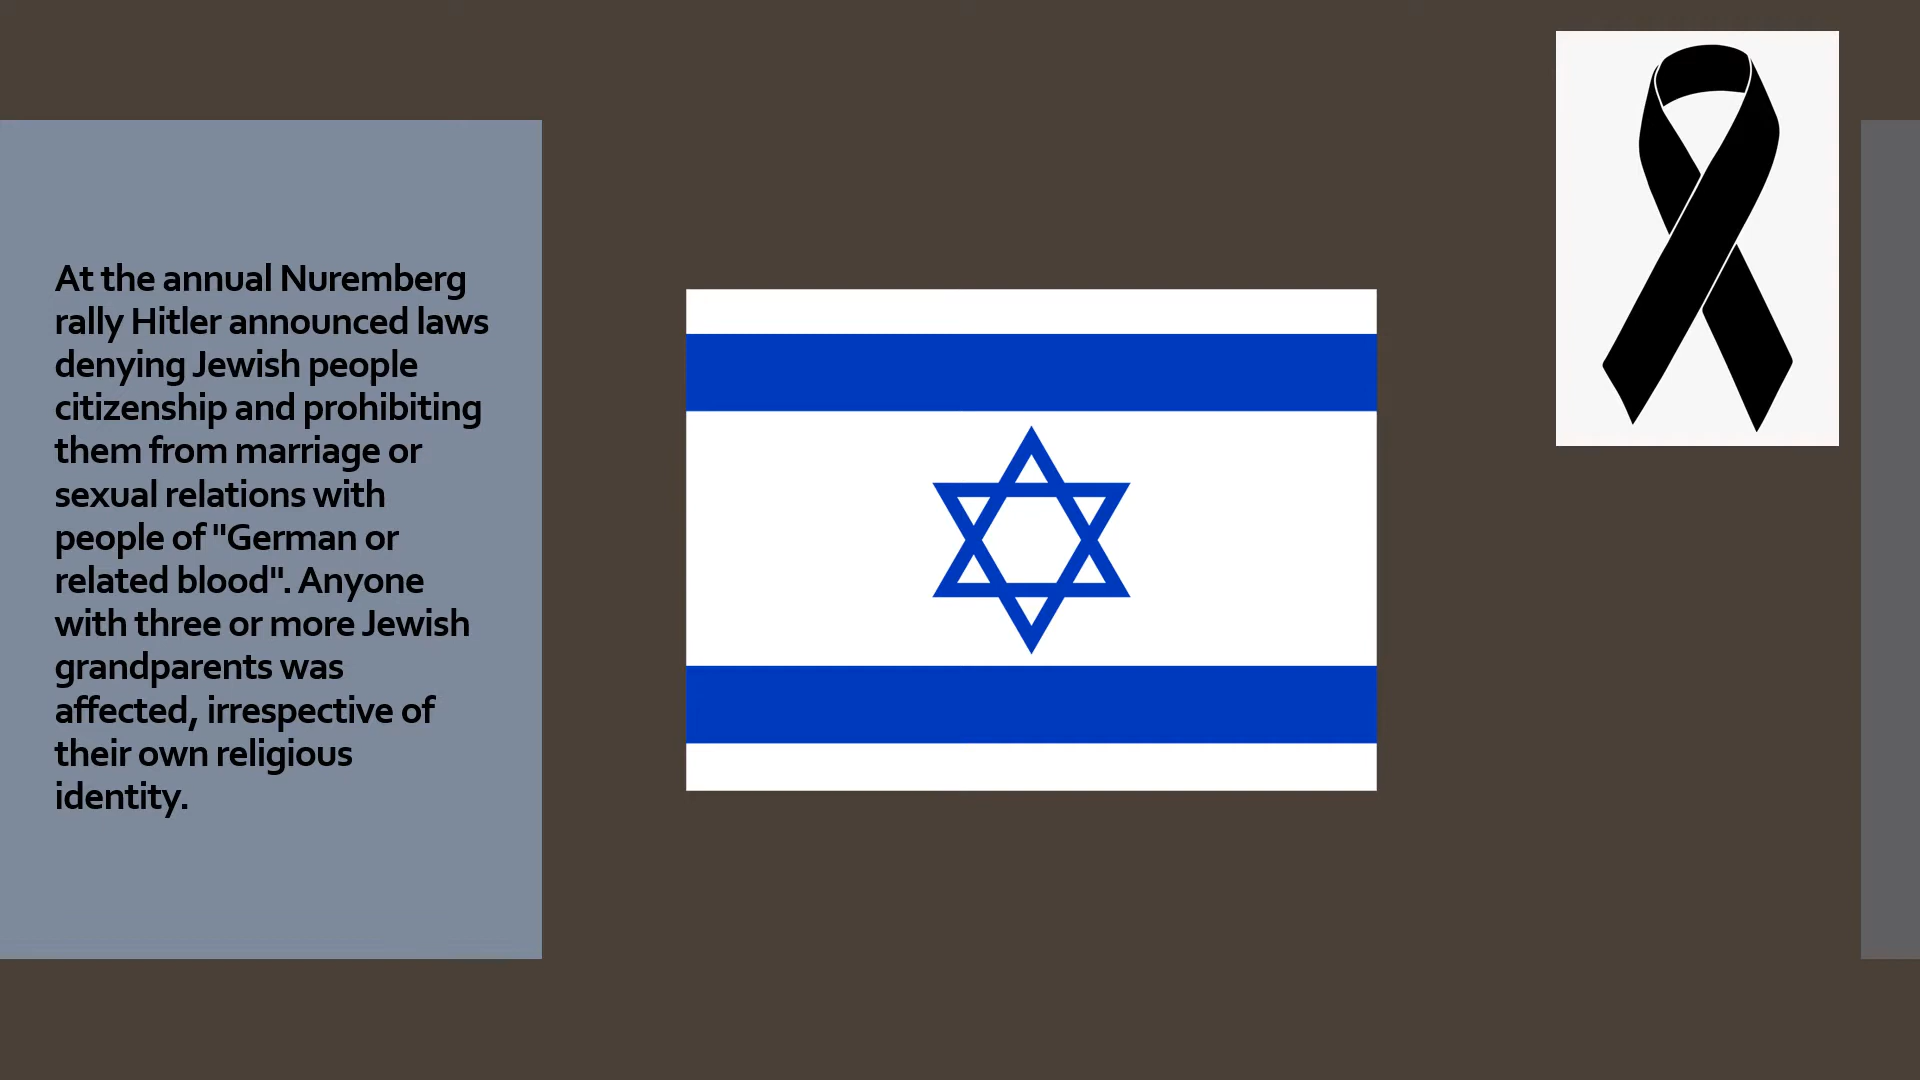 At the annual Nuremberg
rally Hitler announced laws
denying Jewish people
citizenship and prohibiting
them from marriage or
sexual relations with
people of "German or
related blood". Anyone
with three or more Jewish
grandparents was
affected, irrespective of
their own religious
identity.